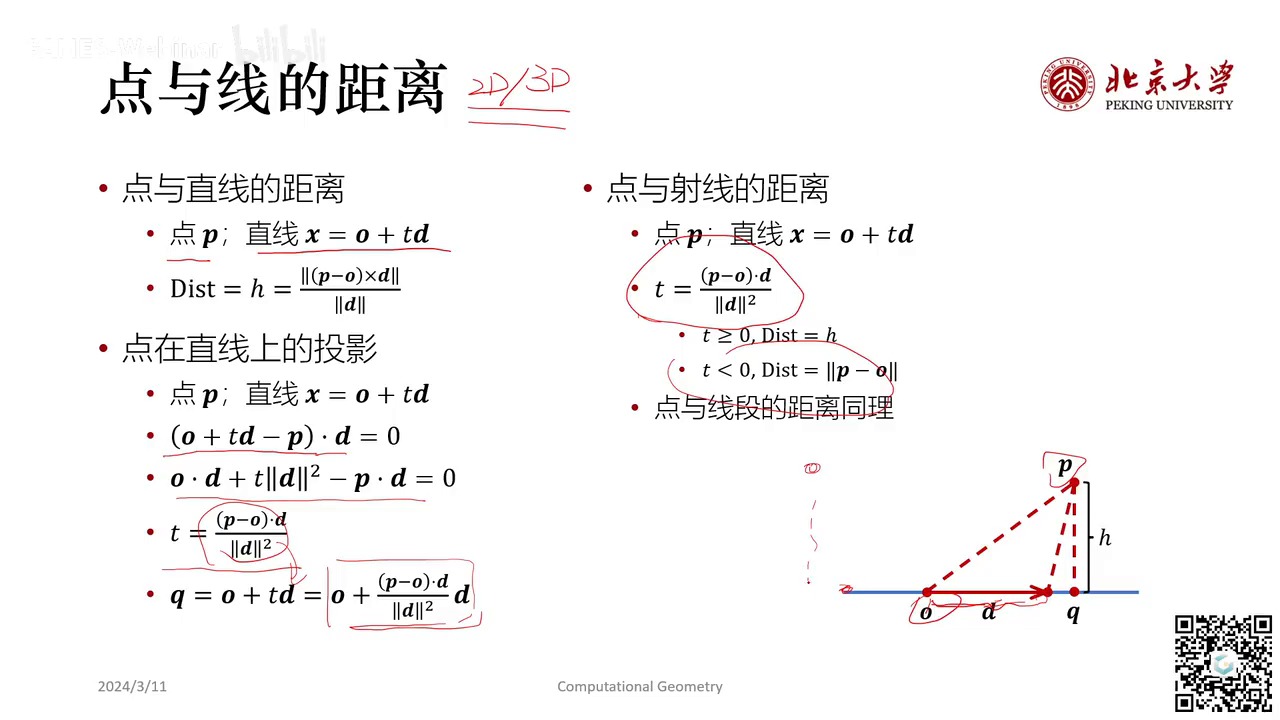 bilibili
点与线的距离 2D/3D
北京大学
PEKING UNIVERSITY
• 点与直线的距离
• 点 p；直线 x = o + td
• Dist = h = ‖(p−o)×d‖ / ‖d‖
• 点在直线上的投影
• 点 p；直线 x = o + td
• (o + td − p) · d = 0
• o · d + t‖d‖² − p · d = 0
• t = (p−o)·d / ‖d‖²
• q = o + td = o + (p−o)·d / ‖d‖² d
• 点与射线的距离
• 点 p；直线 x = o + td
• t = (p−o)·d / ‖d‖²
• t ≥ 0, Dist = h
• t < 0, Dist = ‖p − o‖
• 点与线段的距离同理
p
h
o d q
2024/3/11
Computational Geometry